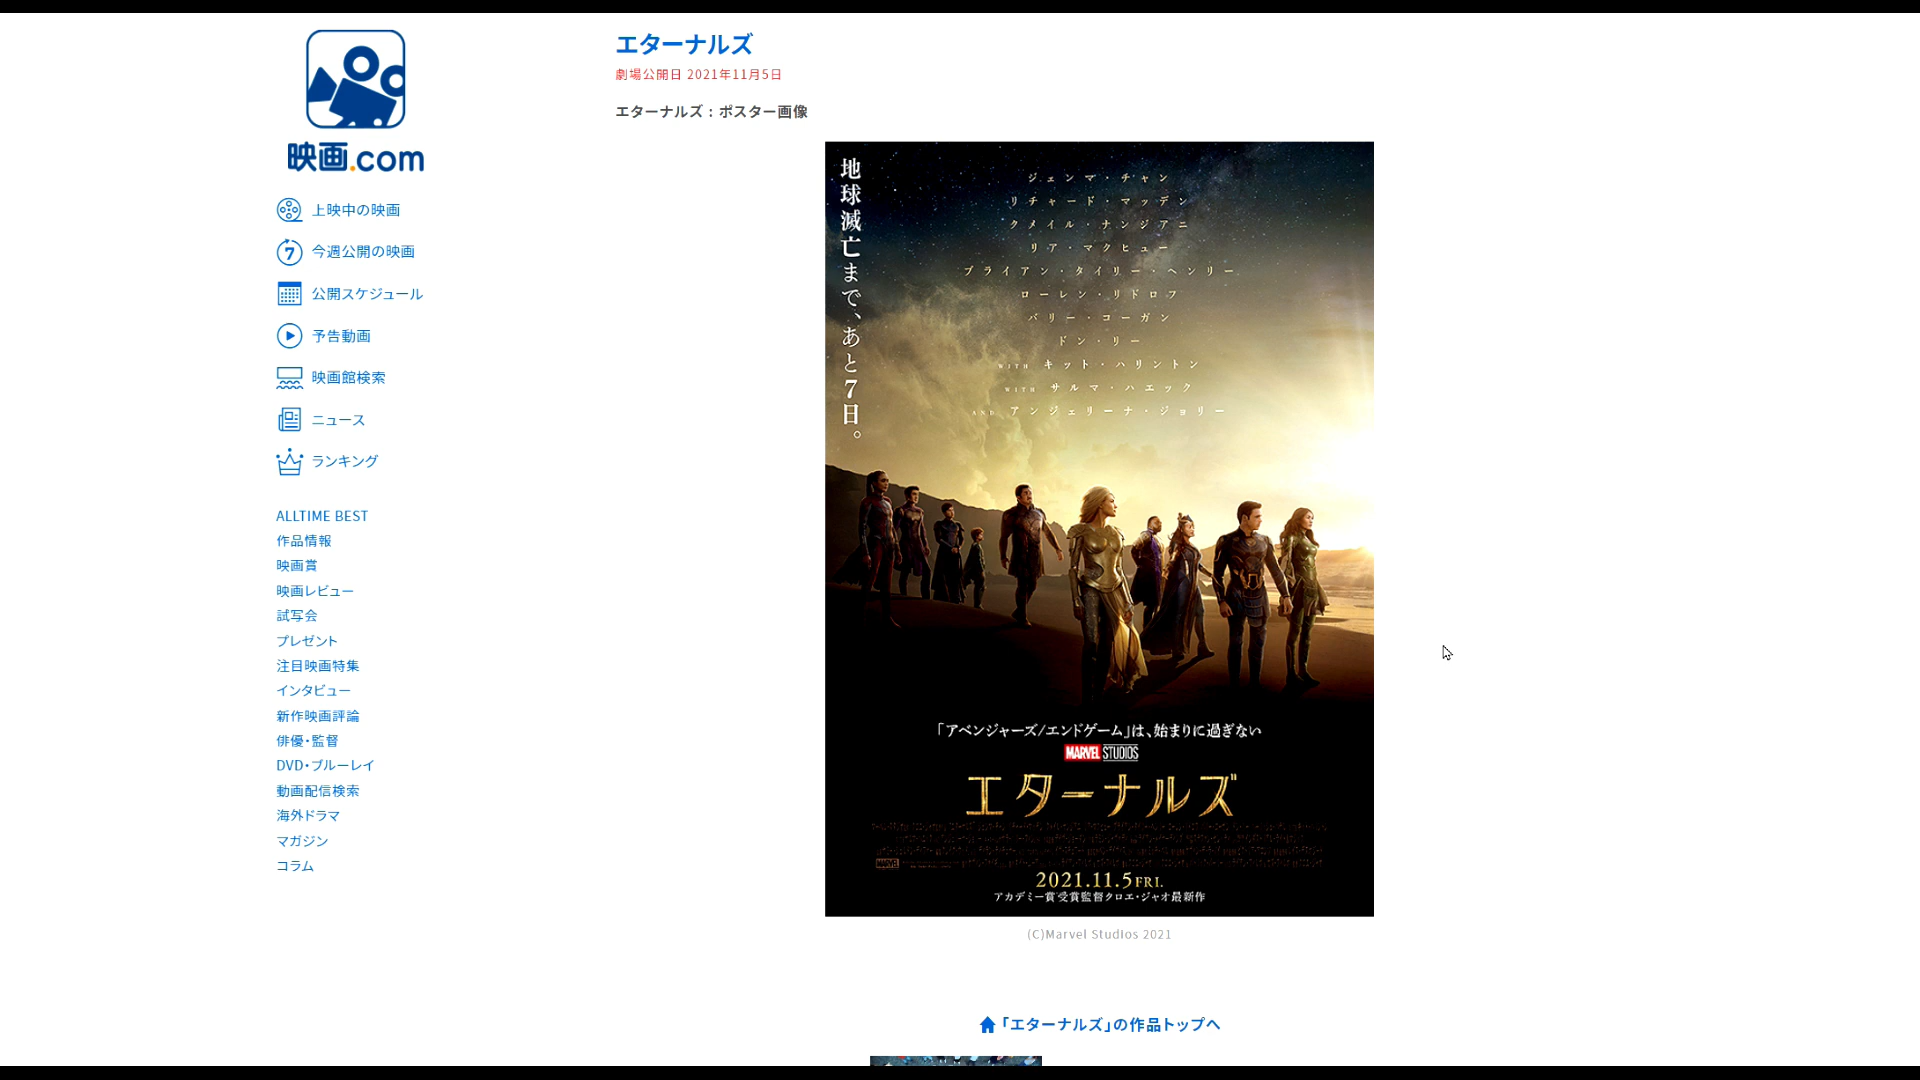 映画.com
上映中の映画
7
今週公開の映画
公開スケジュール
予告動画
映画館検索
ニュース
ランキング
ALLTIME BEST
作品情報
映画賞
映画レビュー
試写会
プレゼント
注目映画特集
インタビュー
新作映画評論
俳優・監督
DVD・ブルーレイ
動画配信検索
海外ドラマ
マガジン
コラム
エターナルズ
劇場公開日 2021年11月5日
エターナルズ：ポスター画像
地球滅亡まで、あと7日。
ジェンマ・チャン
リチャード・マッデン
クメイル・ナンジアニ
リア・マクヒュー
ブライアン・タイリー・ヘンリー
ローレン・リドロフ
バリー・コーガン
ドン・リー
WITH キット・ハリントン
WITH サルマ・ハエック
AND アンジェリーナ・ジョリー
「アベンジャーズ/エンドゲーム」は、始まりに過ぎない
MARVEL STUDIOS
エターナルズ
MARVEL
2021.11.5 FRI.
アカデミー賞受賞監督クロエ・ジャオ最新作
(C)Marvel Studios 2021
「エターナルズ」の作品トップへ